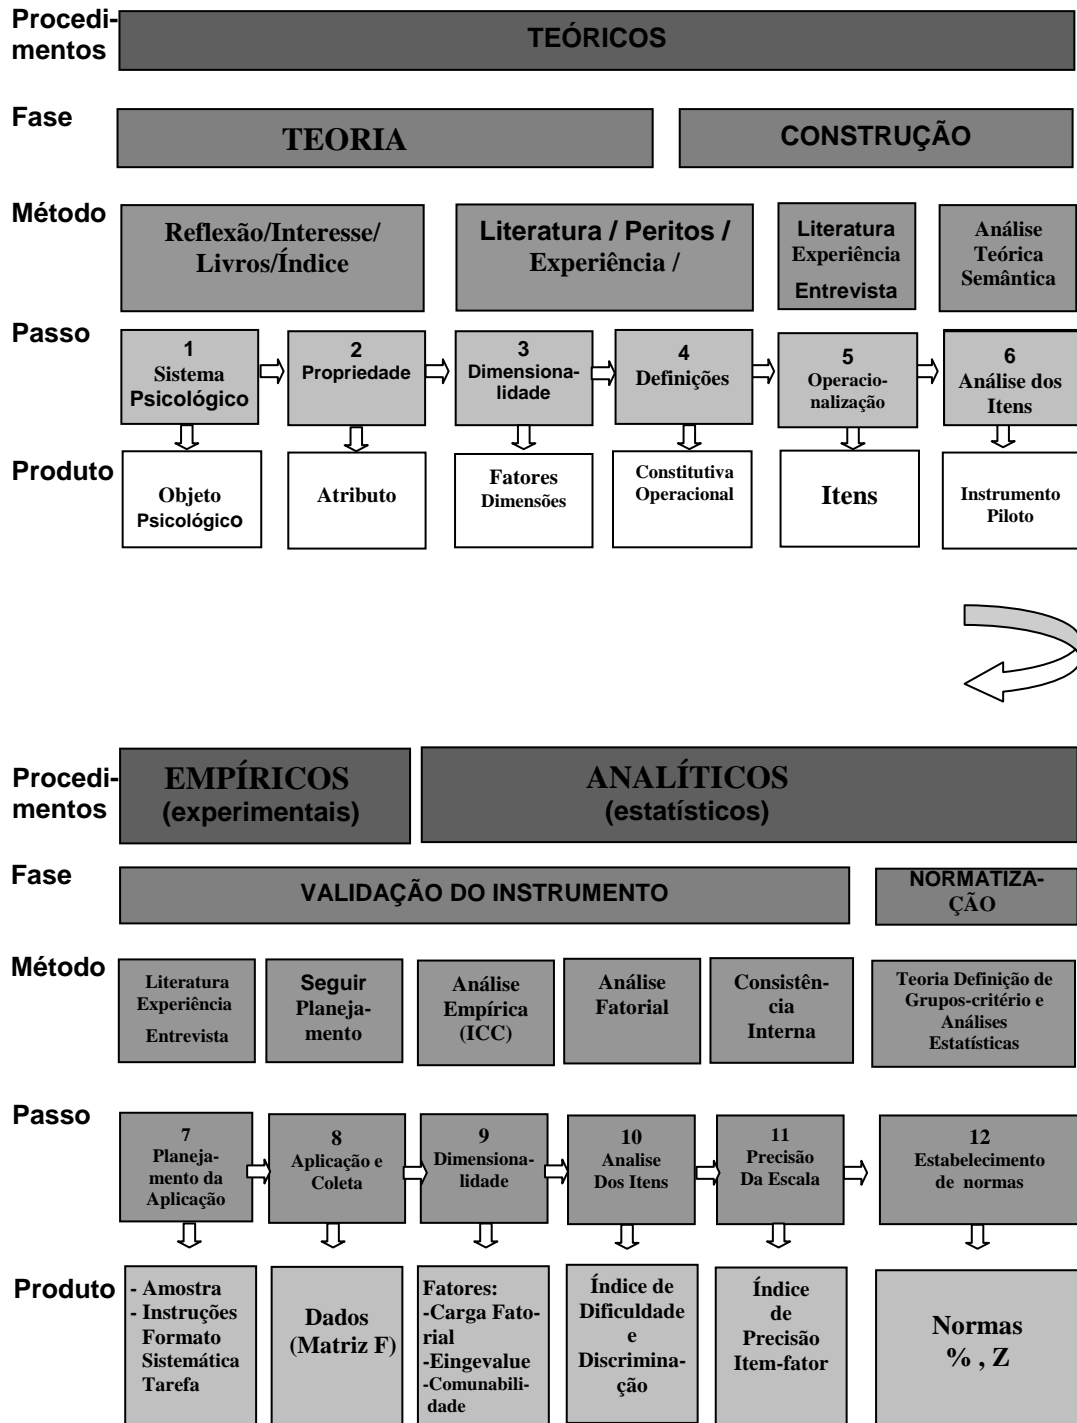 Procedi-
mentos
TEÓRICOS
Fase
TEORIA
CONSTRUÇÃO
Método
Reflexão/Interesse/
Livros/Índice
Literatura / Peritos /
Experiência /
Literatura
Experiência
Entrevista
Análise
Teórica
Semântica
Passo
1
Sistema
Psicológico
2
Propriedade
3
Dimensiona-
lidade
4
Definições
5
Operacio-
nalização
6
Análise dos
Itens
Produto
Objeto
Psicológico
Atributo
Fatores
Dimensões
Constitutiva
Operacional
Itens
Instrumento
Piloto
Procedi-
mentos
EMPÍRICOS
(experimentais)
ANALÍTICOS
(estatísticos)
Fase
VALIDAÇÃO DO INSTRUMENTO
NORMATIZA-
ÇÃO
Método
Literatura
Experiência
Entrevista
Seguir
Planeja-
mento
Análise
Empírica
(ICC)
Análise
Fatorial
Consistên-
cia
Interna
Teoria Definição de
Grupos-critério e
Análises
Estatísticas
Passo
7
Planeja-
mento da
Aplicação
8
Aplicação e
Coleta
9
Dimensiona-
lidade
10
Analise
Dos Itens
11
Precisão
Da Escala
12
Estabelecimento
de normas
Produto
- Amostra
- Instruções
Formato
Sistemática
Tarefa
Dados
(Matriz F)
Fatores:
-Carga Fato-
rial
-Eingevalue
-Comunabili-
dade
Índice de
Dificuldade
e
Discrimina-
ção
Índice
de
Precisão
Item-fator
Normas
% , Z